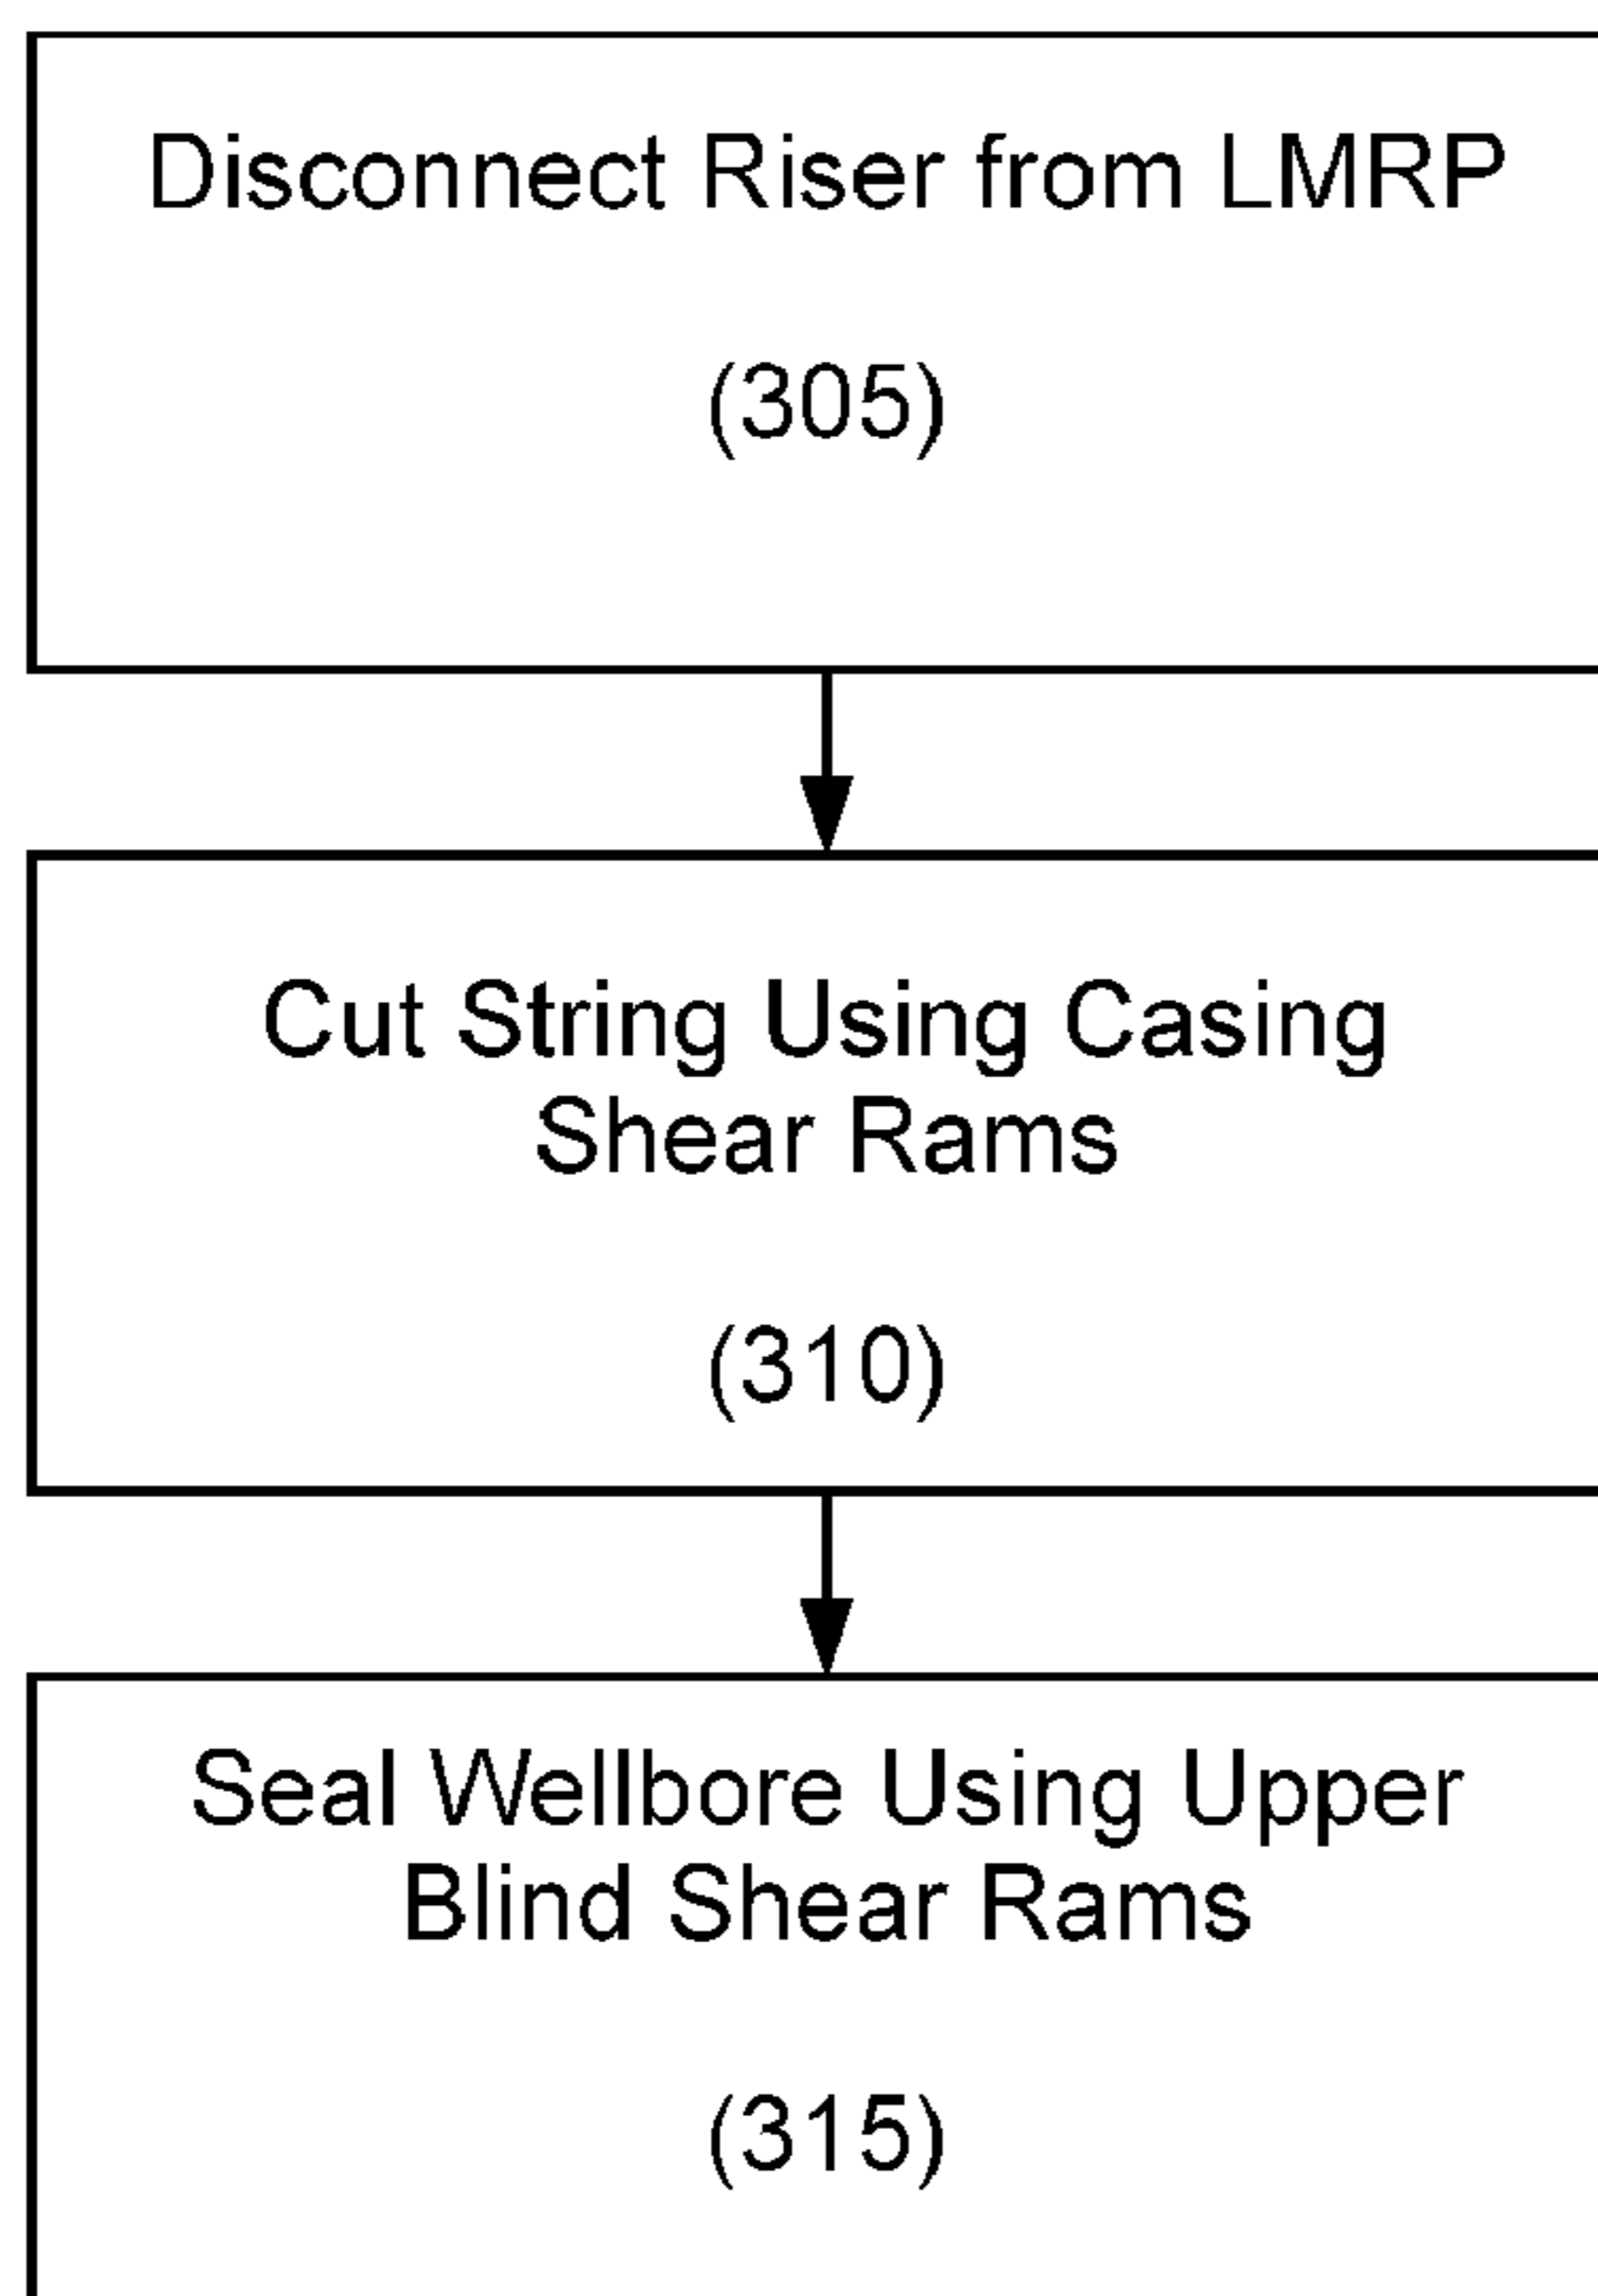 Disconnect Riser from LMRP
(305)
Cut String Using Casing
Shear Rams
(310)
Seal Wellbore Using Upper
Blind Shear Rams
(315)